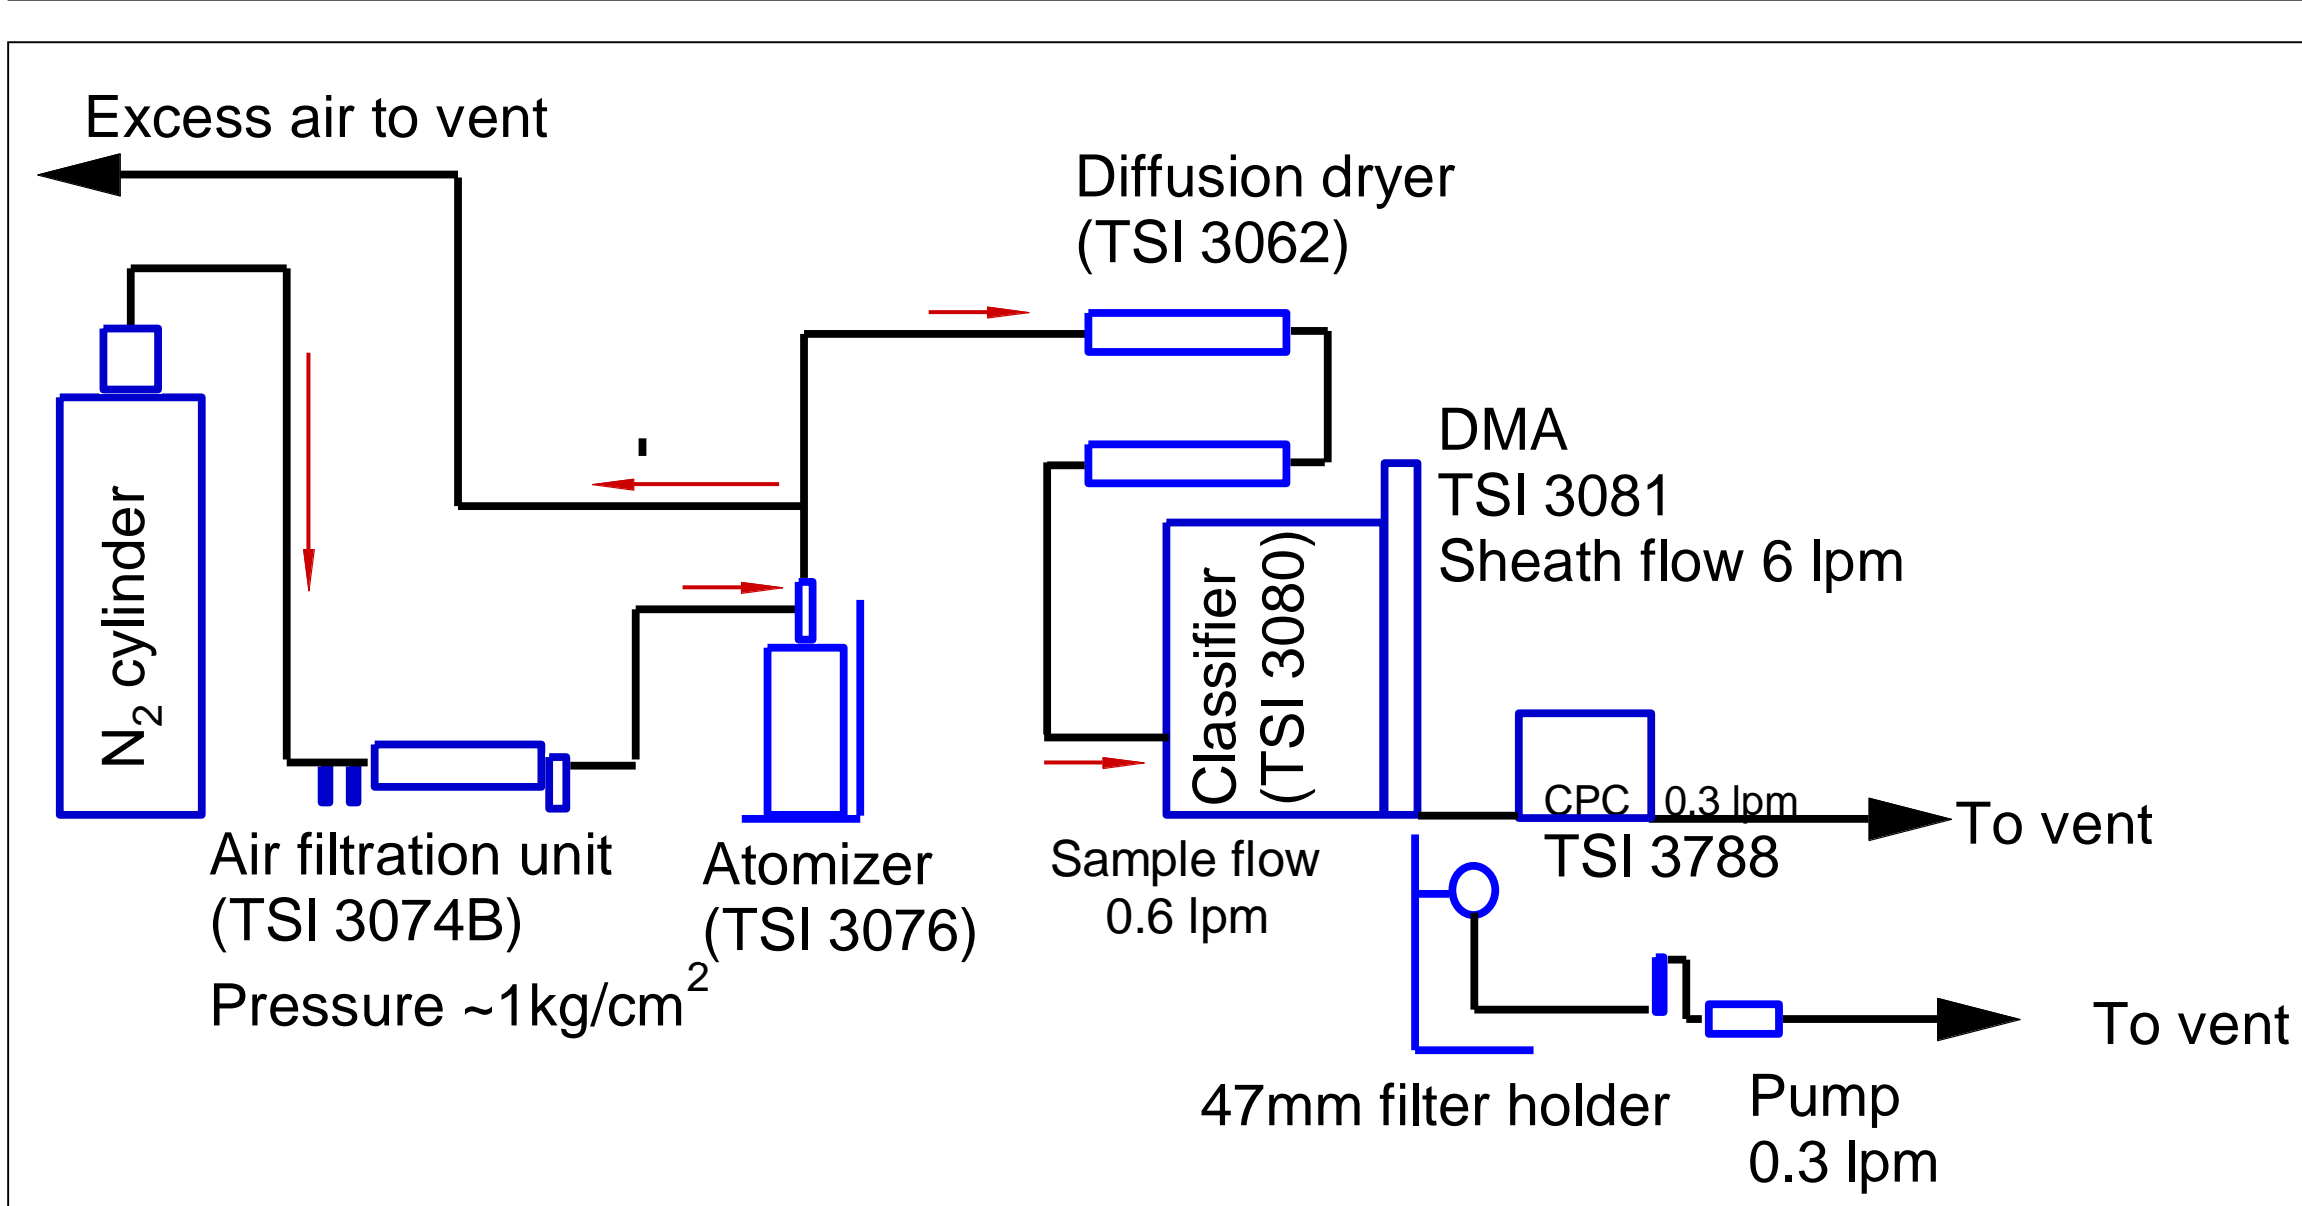 Excess air to vent
Diffusion dryer
(TSI 3062)
N₂ cylinder
DMA
TSI 3081
Sheath flow 6 lpm
Classifier
(TSI 3080)
CPC 0.3 lpm
TSI 3788
To vent
Air filtration unit
(TSI 3074B)
Pressure ~1kg/cm²
Atomizer
(TSI 3076)
Sample flow
0.6 lpm
47mm filter holder
Pump
0.3 lpm
To vent